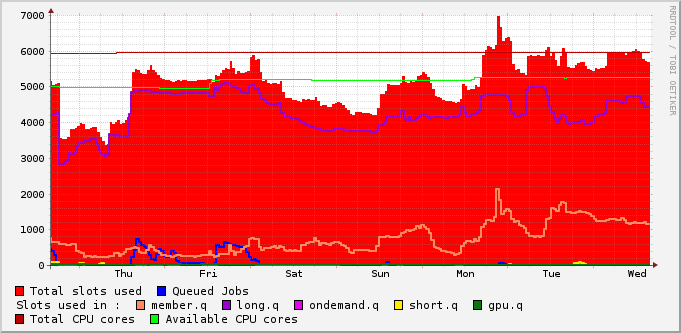 RRDTOOL / TOBI OETIKER
7000
6000
5000
4000
3000
2000
1000
0
Thu Fri Sat Sun Mon Tue Wed
Total slots used Queued Jobs
Slots used in : member.q long.q ondemand.q short.q gpu.q
Total CPU cores Available CPU cores